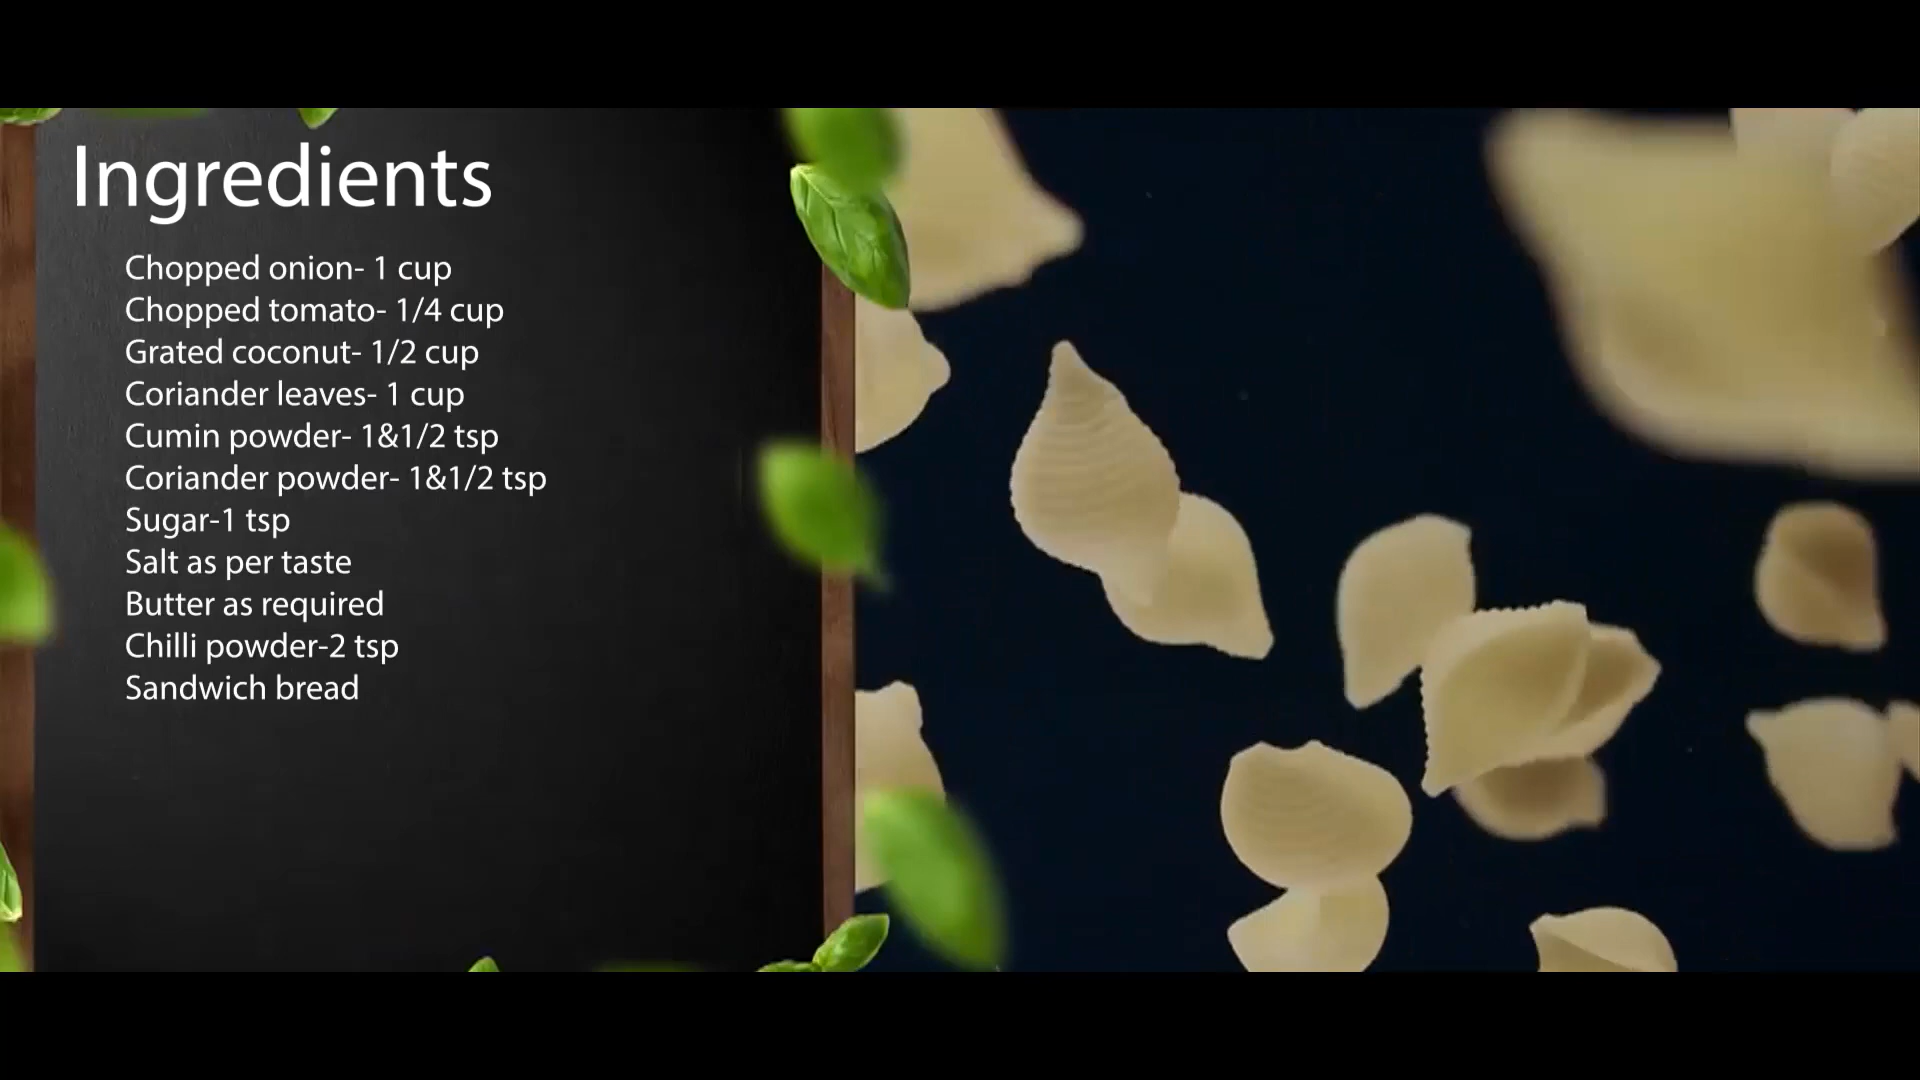 Ingredients
Chopped onion- 1 cup
Chopped tomato- 1/4 cup
Grated coconut- 1/2 cup
Coriander leaves- 1 cup
Cumin powder- 1&1/2 tsp
Coriander powder- 1&1/2 tsp
Sugar-1 tsp
Salt as per taste
Butter as required
Chilli powder-2 tsp
Sandwich bread